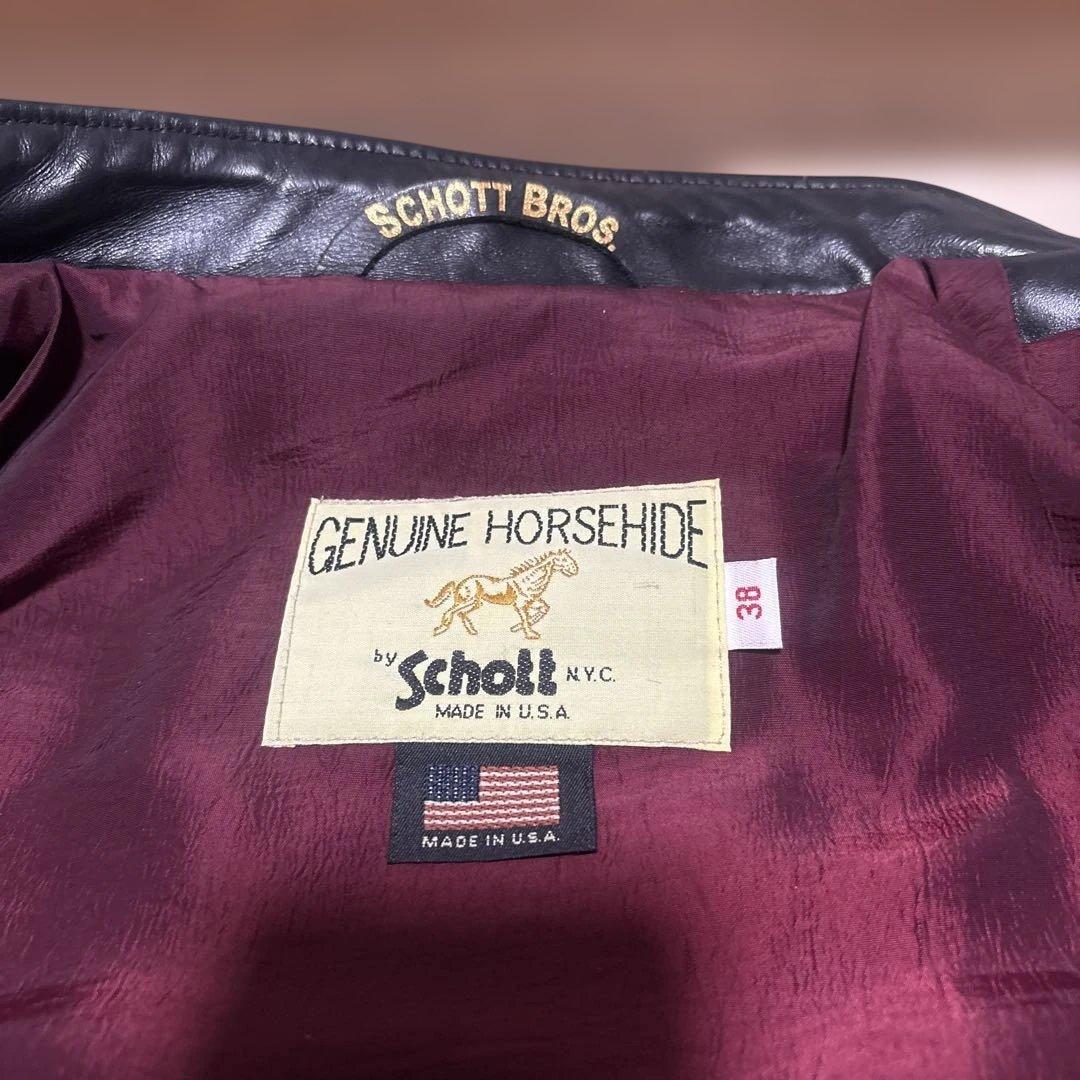 SCHOTT BROS.
GENUINE HORSEHIDE
by Schott N.Y.C.
MADE IN U.S.A.
38
MADE IN U.S.A.